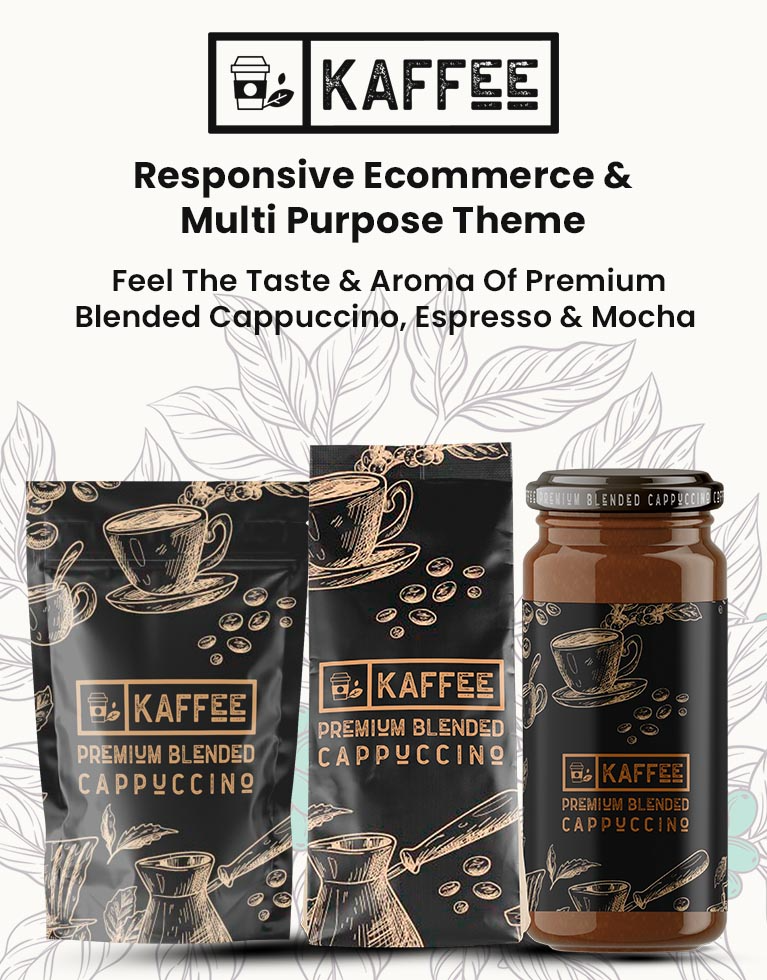 KAFFEE
Responsive Ecommerce &
Multi Purpose Theme
Feel The Taste & Aroma Of Premium
Blended Cappuccino, Espresso & Mocha
KAFFEE
PREMIUM BLENDED
CAPPUCCINO
KAFFEE
PREMIUM BLENDED
CAPPUCCINO
PREMIUM BLENDED CAPPUCCINO
KAFFEE
PREMIUM BLENDED
CAPPUCCINO